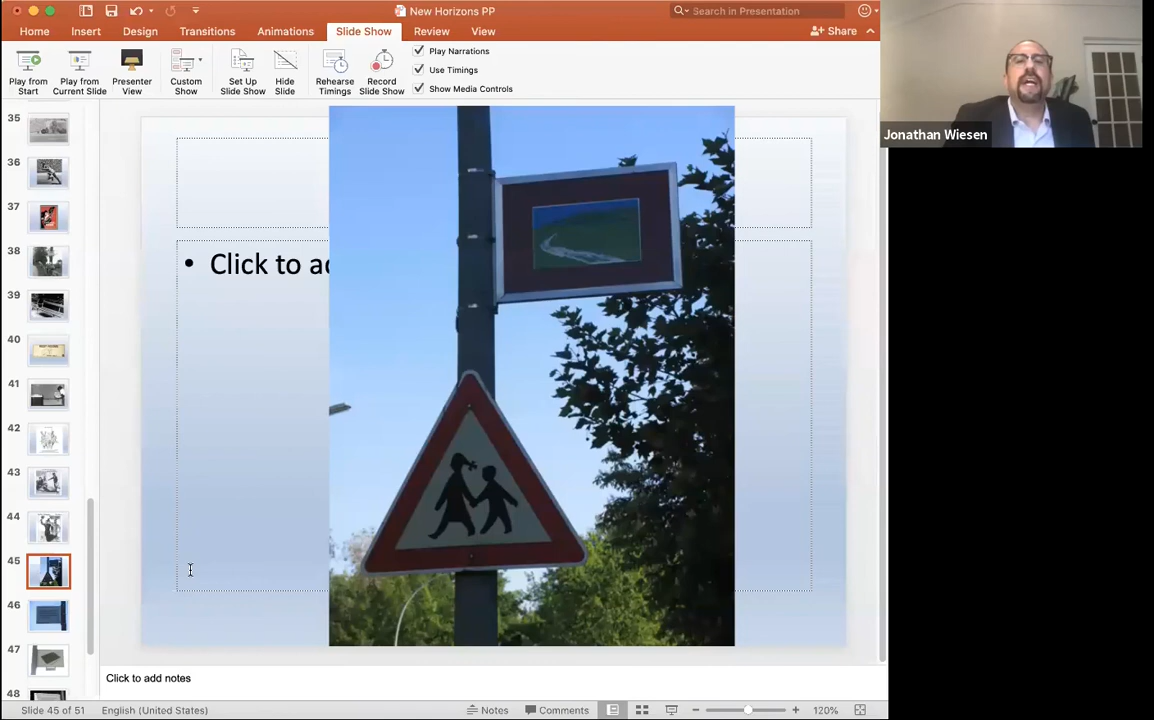 New Horizons PP
Search in Presentation
Home Insert Design Transitions Animations Slide Show Review View
Share
Play from Start
Play from Current Slide
Presenter View
Custom Show
Set Up Slide Show
Hide Slide
Rehearse Timings
Record Slide Show
Play Narrations
Use Timings
Show Media Controls
Jonathan Wiesen
35
36
37
38
39
40
41
42
43
44
45
46
47
48
• Click to ad
Click to add notes
Slide 45 of 51 English (United States) Notes Comments 120%